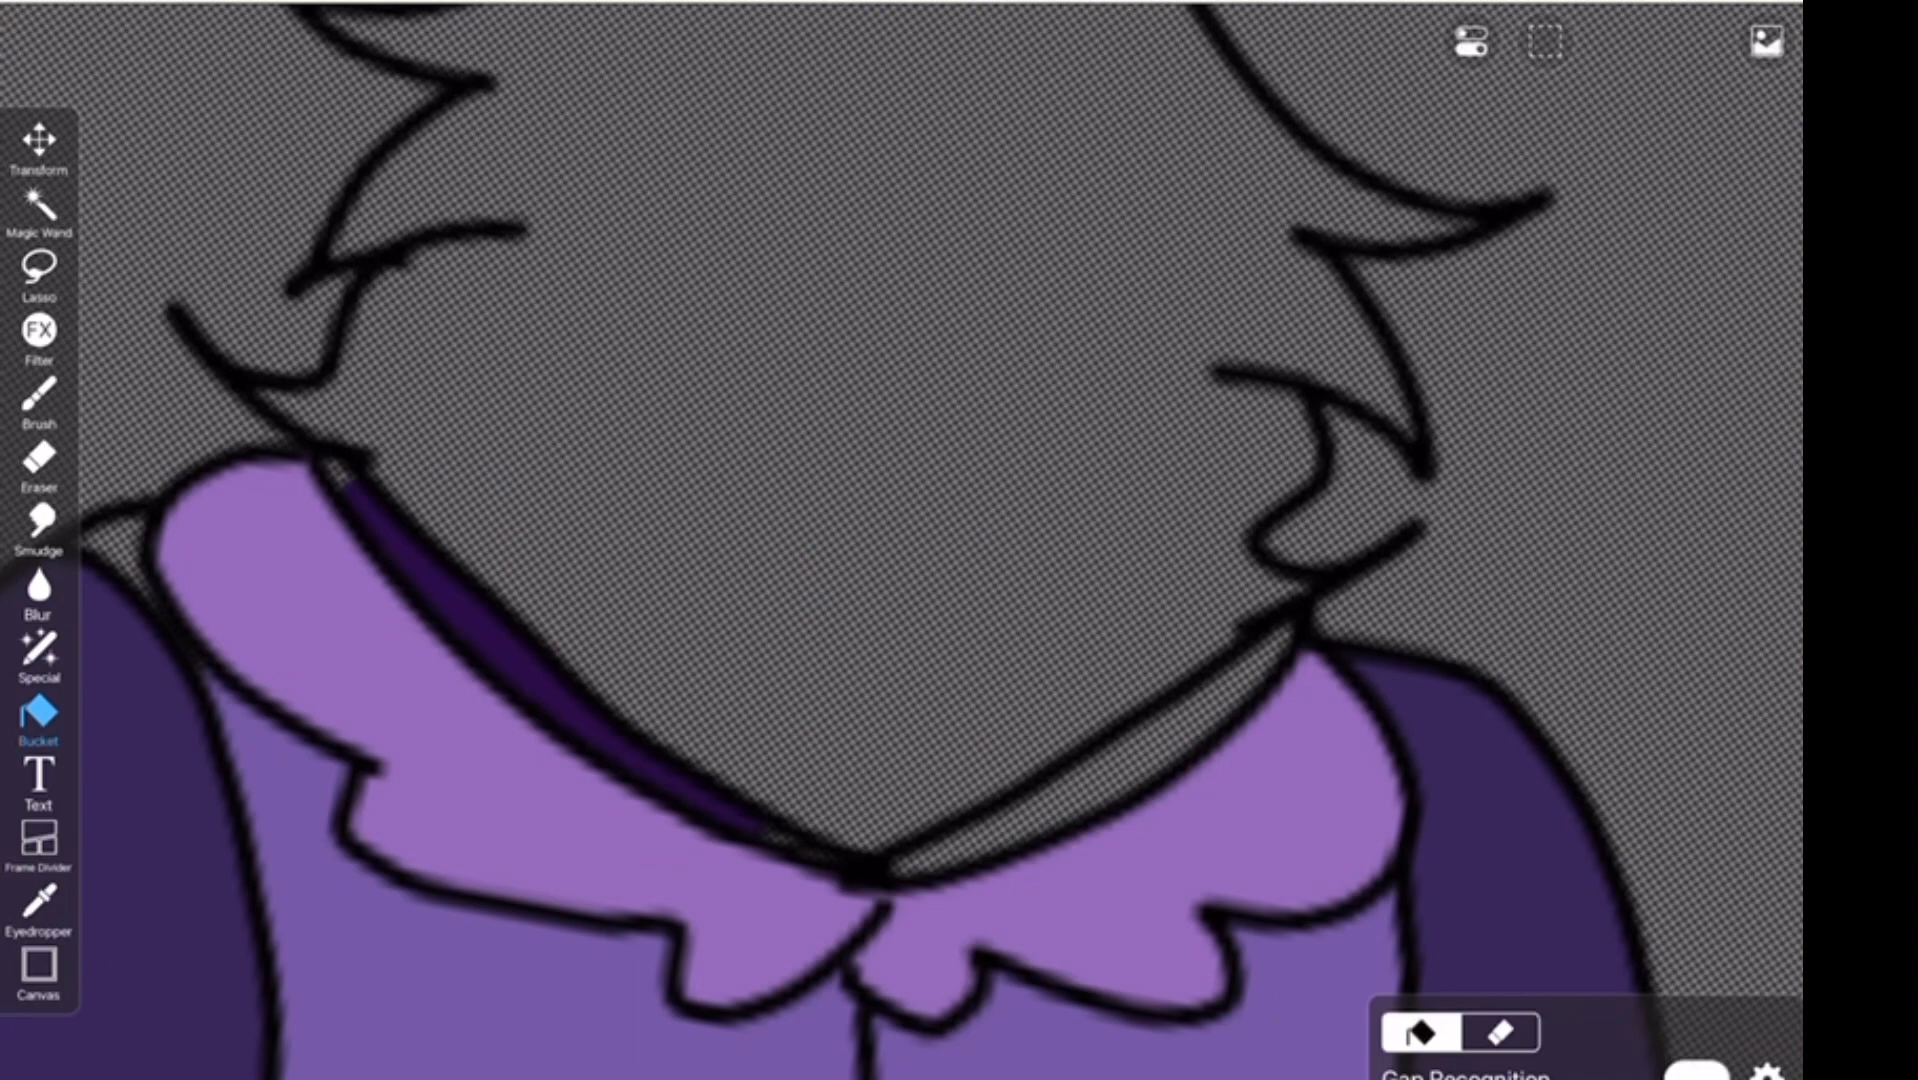 Transform
Magic Wand
Lasso
FX
Filter
Brush
Eraser
Smudge
Blur
Special
Bucket
T
Text
Frame Divider
Eyedropper
Canvas
Gap Recognition